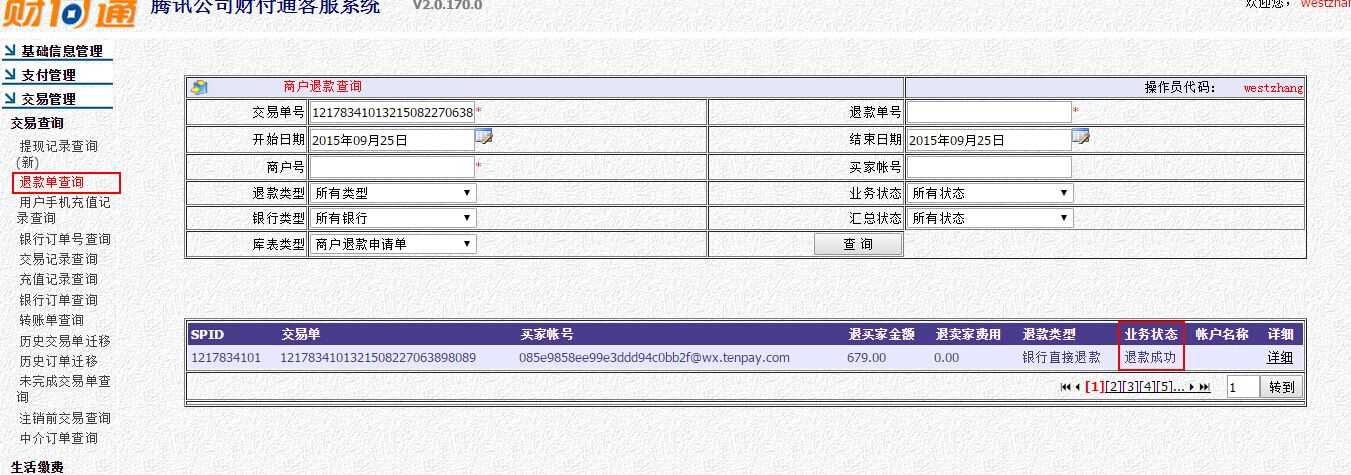 财付通
腾讯公司财付通客服系统 V2.0.170.0
欢迎您， westzhan
基础信息管理
支付管理
交易管理
交易查询
提现记录查询
(新)
退款单查询
用户手机充值记
录查询
银行订单号查询
交易记录查询
充值记录查询
银行订单查询
转账单查询
历史交易单迁移
历史订单迁移
未完成交易单查
询
注销前交易查询
中介订单查询
生活缴费
商户退款查询 操作员代码： westzhang
交易单号 12178341013215082270638 * 退款单号 *
开始日期 2015年09月25日 结束日期 2015年09月25日
商户号 * 买家帐号
退款类型 所有类型 业务状态 所有状态
银行类型 所有银行 汇总状态 所有状态
库表类型 商户退款申请单 查 询
SPID 交易单 买家帐号 退买家金额 退卖家费用 退款类型 业务状态 帐户名称 详细
1217834101 1217834101321508227063898089 085e9858ee99e3ddd94c0bb2f@wx.tenpay.com 679.00 0.00 银行直接退款 退款成功 详细
[1][2][3][4][5]... 1 转到